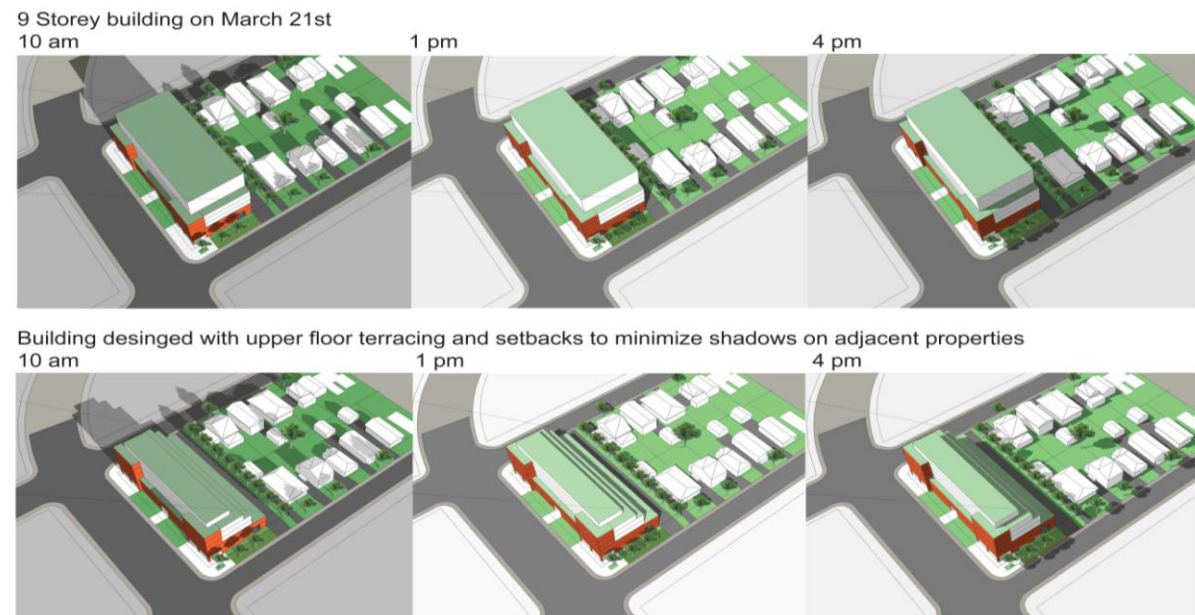 9 Storey building on March 21st
10 am 1 pm 4 pm
Building desinged with upper floor terracing and setbacks to minimize shadows on adjacent properties
10 am 1 pm 4 pm